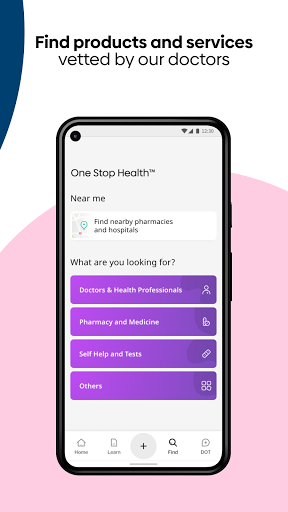 Find products and services
vetted by our doctors
12:30
One Stop Health™
Near me
Find nearby pharmacies
and hospitals
What are you looking for?
Doctors & Health Professionals
Pharmacy and Medicine
Self Help and Tests
Others
Home
Learn
+
Find
DOT